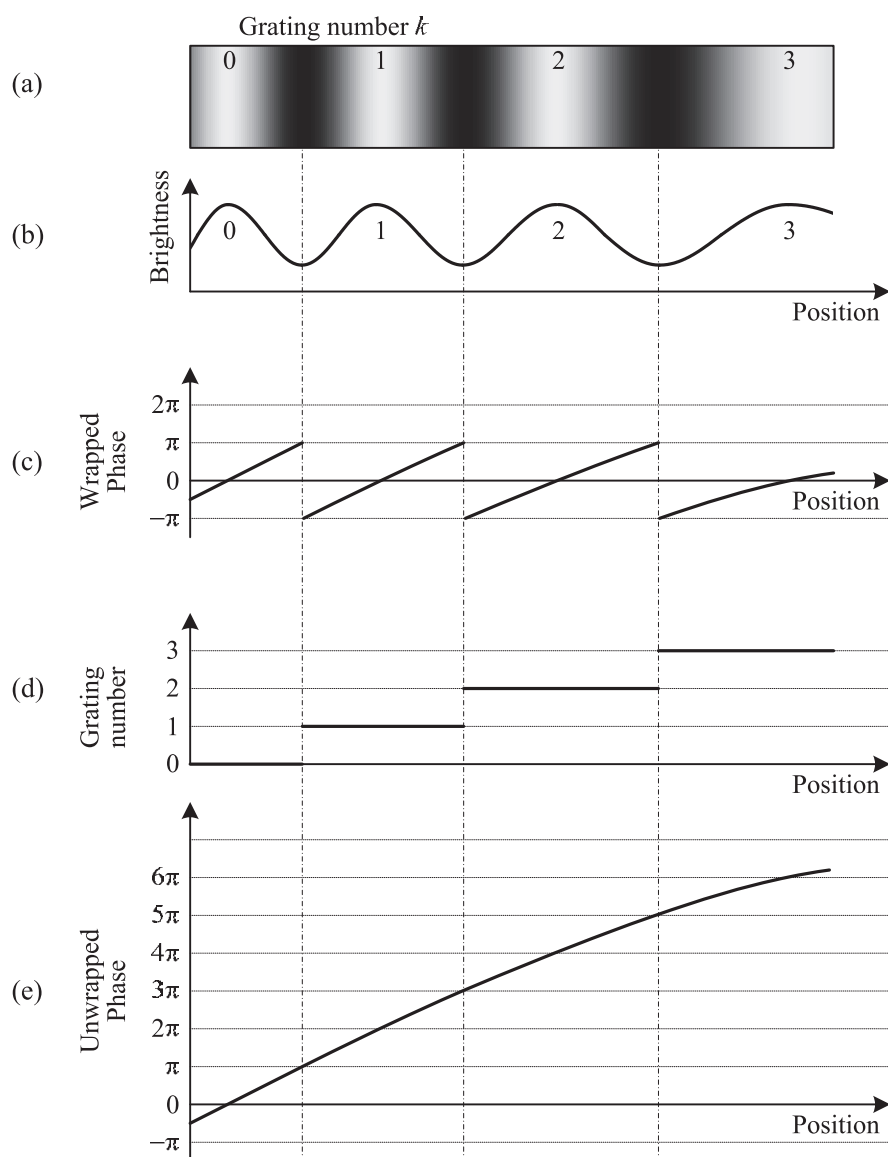 Grating number k
(a)
0 1 2 3
Brightness
(b)
0 1 2 3
Position
(c)
Wrapped
Phase
2π
π
0
−π
Position
(d)
Grating
number
3
2
1
0
Position
(e)
Unwrapped
Phase
6π
5π
4π
3π
2π
π
0
−π
Position